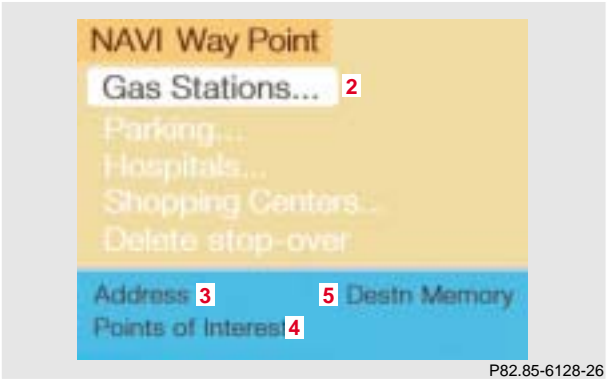 NAVI Way Point
Gas Stations... 2
Parking...
Hospitals...
Shopping Centers...
Delete stop-over
Address 3 5 Destn Memory
Points of Interest 4
P82.85-6128-26